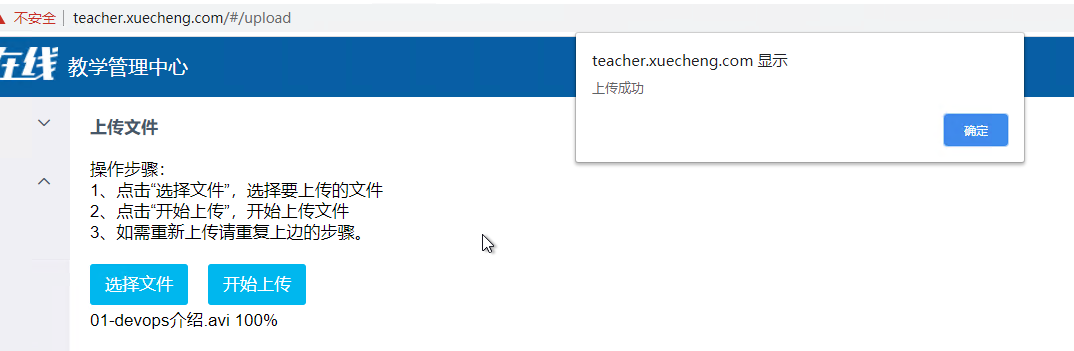 不安全 teacher.xuecheng.com/#/upload
在线 教学管理中心
teacher.xuecheng.com 显示
上传成功
确定
上传文件
操作步骤：
1、点击“选择文件”，选择要上传的文件
2、点击“开始上传”，开始上传文件
3、如需重新上传请重复上边的步骤。
选择文件 开始上传
01-devops介绍.avi 100%